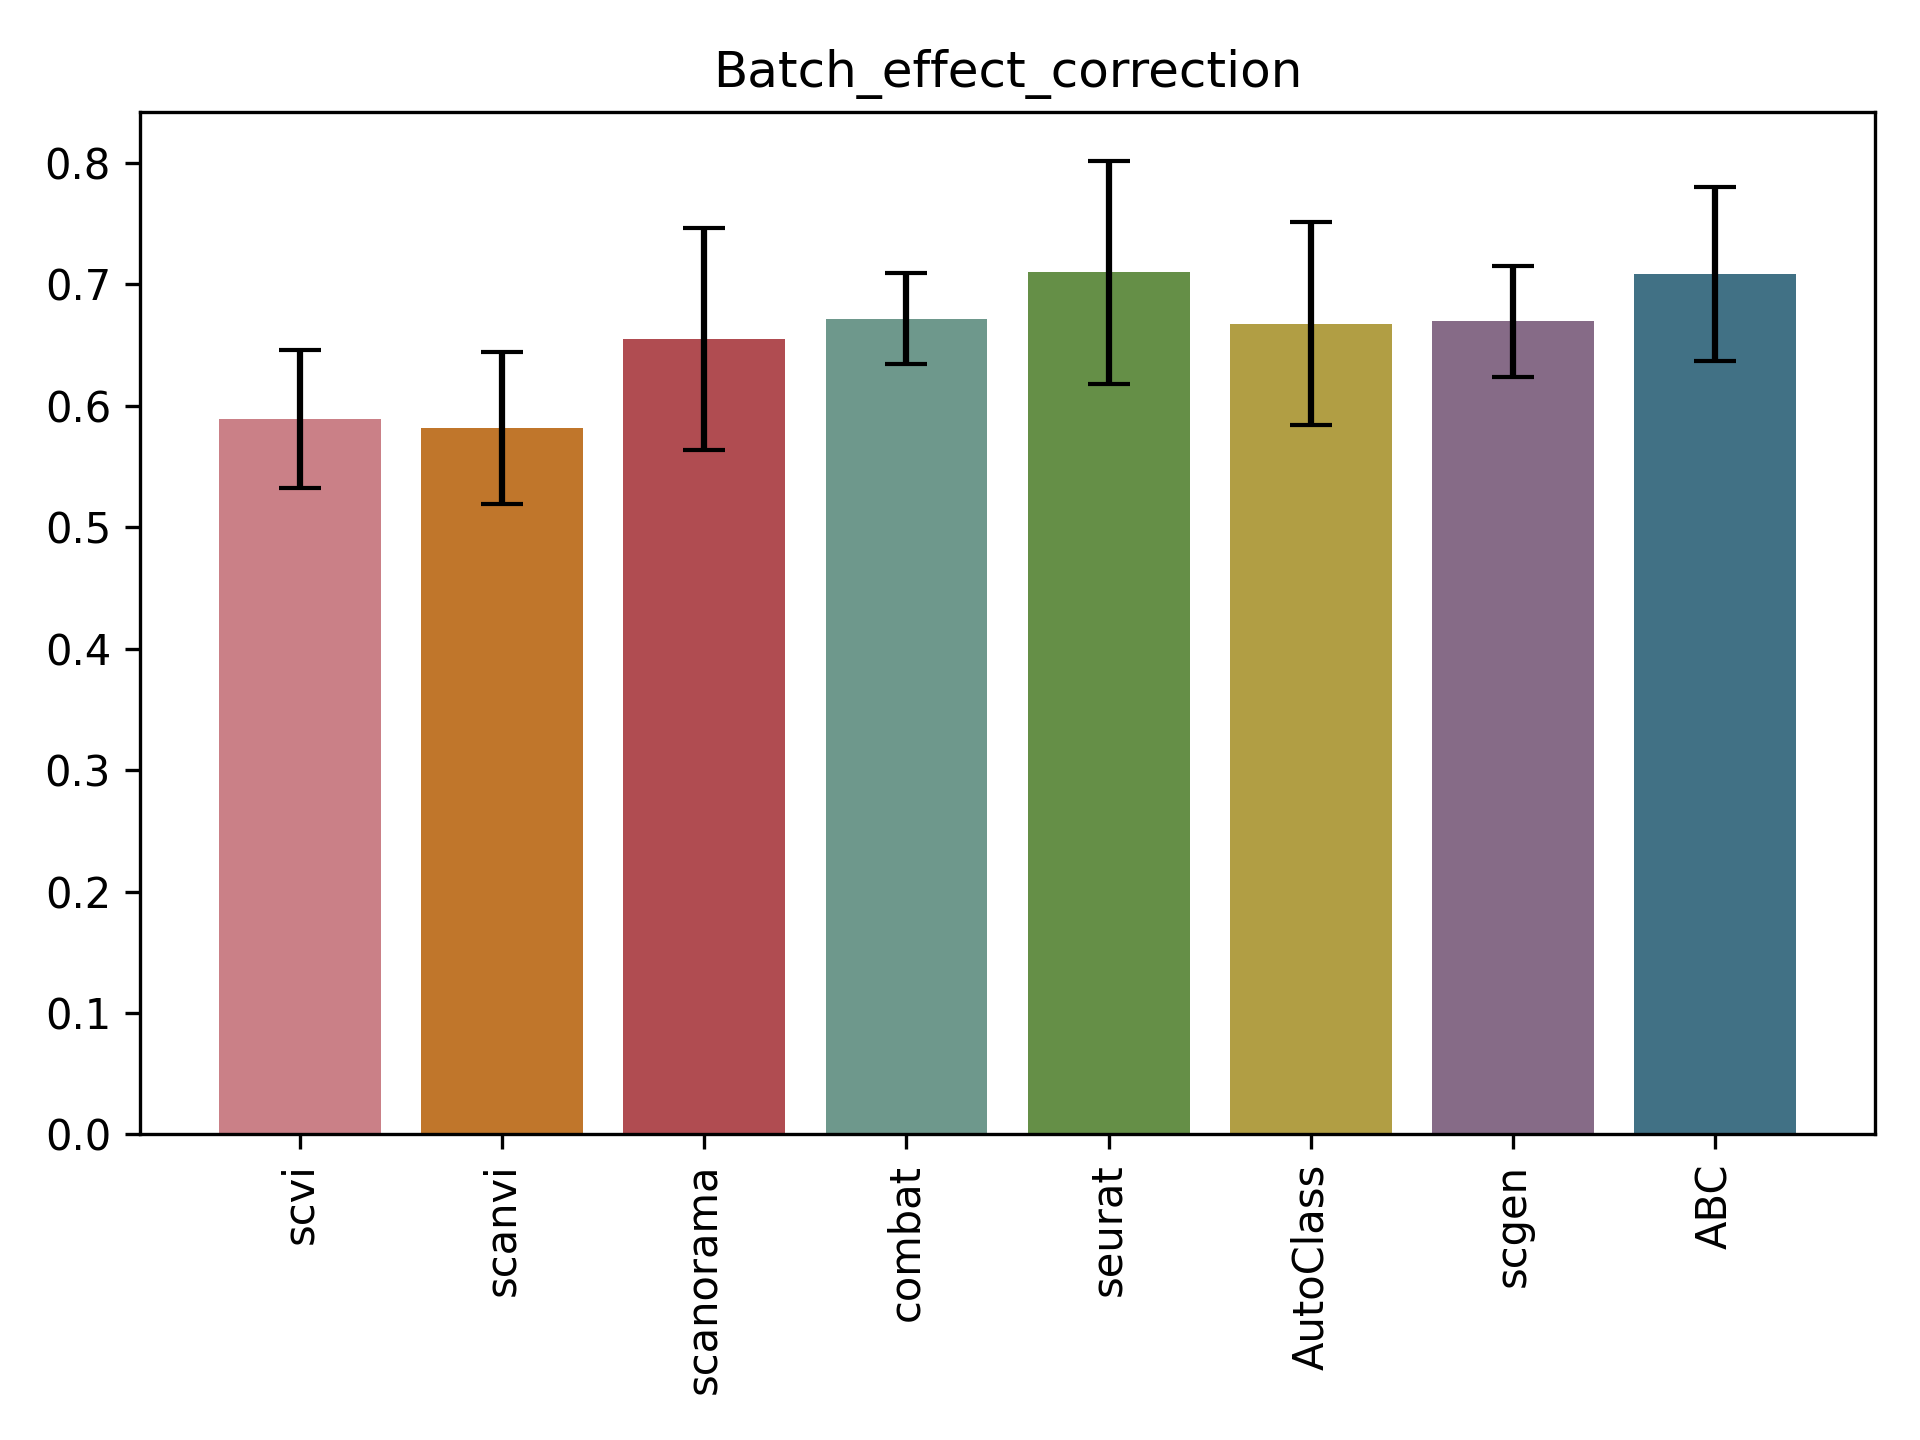 Batch_effect_correction
0.8
0.7
0.6
0.5
0.4
0.3
0.2
0.1
0.0
scvi
scanvi
scanorama
combat
seurat
AutoClass
scgen
ABC